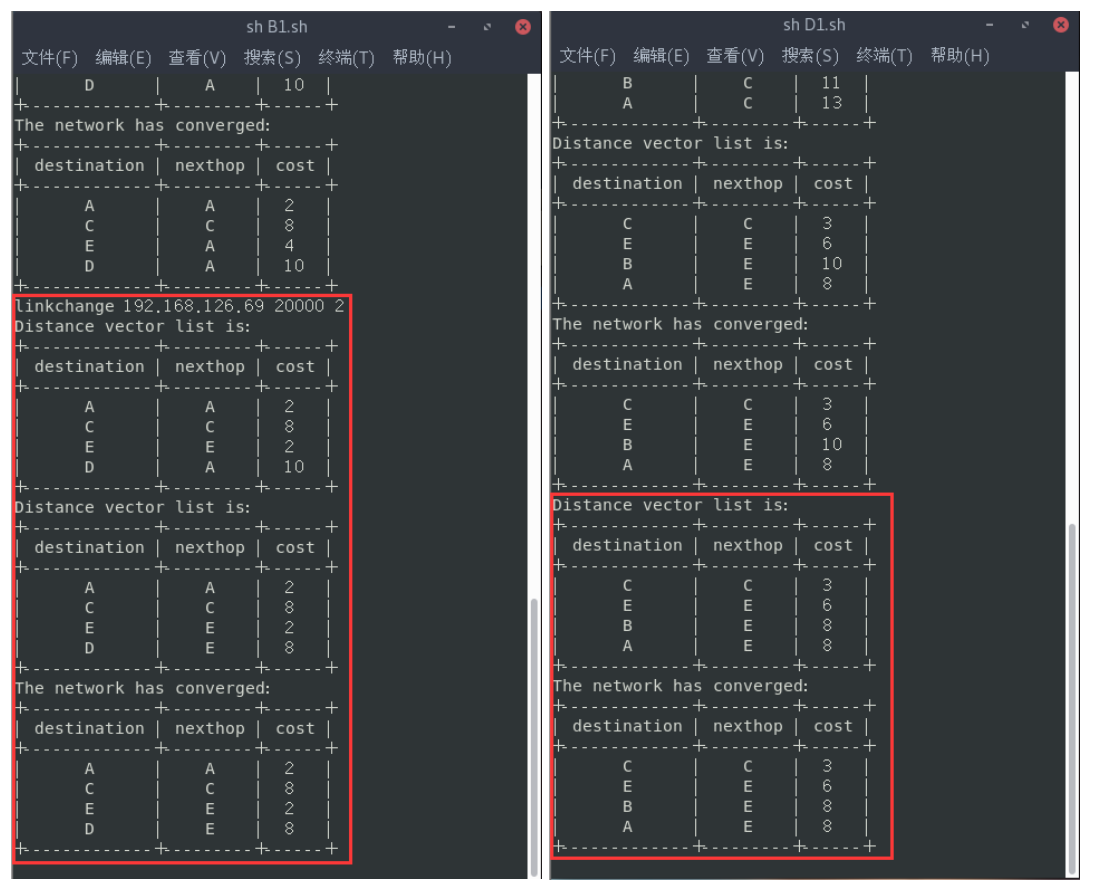 sh B1.sh
文件(F) 编辑(E) 查看(V) 搜索(S) 终端(T) 帮助(H)
| D | A | 10 |
+-------------+---------+------+
The network has converged:
+-------------+---------+------+
| destination | nexthop | cost |
+-------------+---------+------+
| A | A | 2 |
| C | C | 8 |
| E | A | 4 |
| D | A | 10 |
+-------------+---------+------+
linkchange 192.168.126.69 20000 2
Distance vector list is:
+-------------+---------+------+
| destination | nexthop | cost |
+-------------+---------+------+
| A | A | 2 |
| C | C | 8 |
| E | E | 2 |
| D | A | 10 |
+-------------+---------+------+
Distance vector list is:
+-------------+---------+------+
| destination | nexthop | cost |
+-------------+---------+------+
| A | A | 2 |
| C | C | 8 |
| E | E | 2 |
| D | E | 8 |
+-------------+---------+------+
The network has converged:
+-------------+---------+------+
| destination | nexthop | cost |
+-------------+---------+------+
| A | A | 2 |
| C | C | 8 |
| E | E | 2 |
| D | E | 8 |
+-------------+---------+------+
sh D1.sh
文件(F) 编辑(E) 查看(V) 搜索(S) 终端(T) 帮助(H)
| B | C | 11 |
| A | C | 13 |
+-------------+---------+------+
Distance vector list is:
+-------------+---------+------+
| destination | nexthop | cost |
+-------------+---------+------+
| C | C | 3 |
| E | E | 6 |
| B | E | 10 |
| A | E | 8 |
+-------------+---------+------+
The network has converged:
+-------------+---------+------+
| destination | nexthop | cost |
+-------------+---------+------+
| C | C | 3 |
| E | E | 6 |
| B | E | 10 |
| A | E | 8 |
+-------------+---------+------+
Distance vector list is:
+-------------+---------+------+
| destination | nexthop | cost |
+-------------+---------+------+
| C | C | 3 |
| E | E | 6 |
| B | E | 8 |
| A | E | 8 |
+-------------+---------+------+
The network has converged:
+-------------+---------+------+
| destination | nexthop | cost |
+-------------+---------+------+
| C | C | 3 |
| E | E | 6 |
| B | E | 8 |
| A | E | 8 |
+-------------+---------+------+